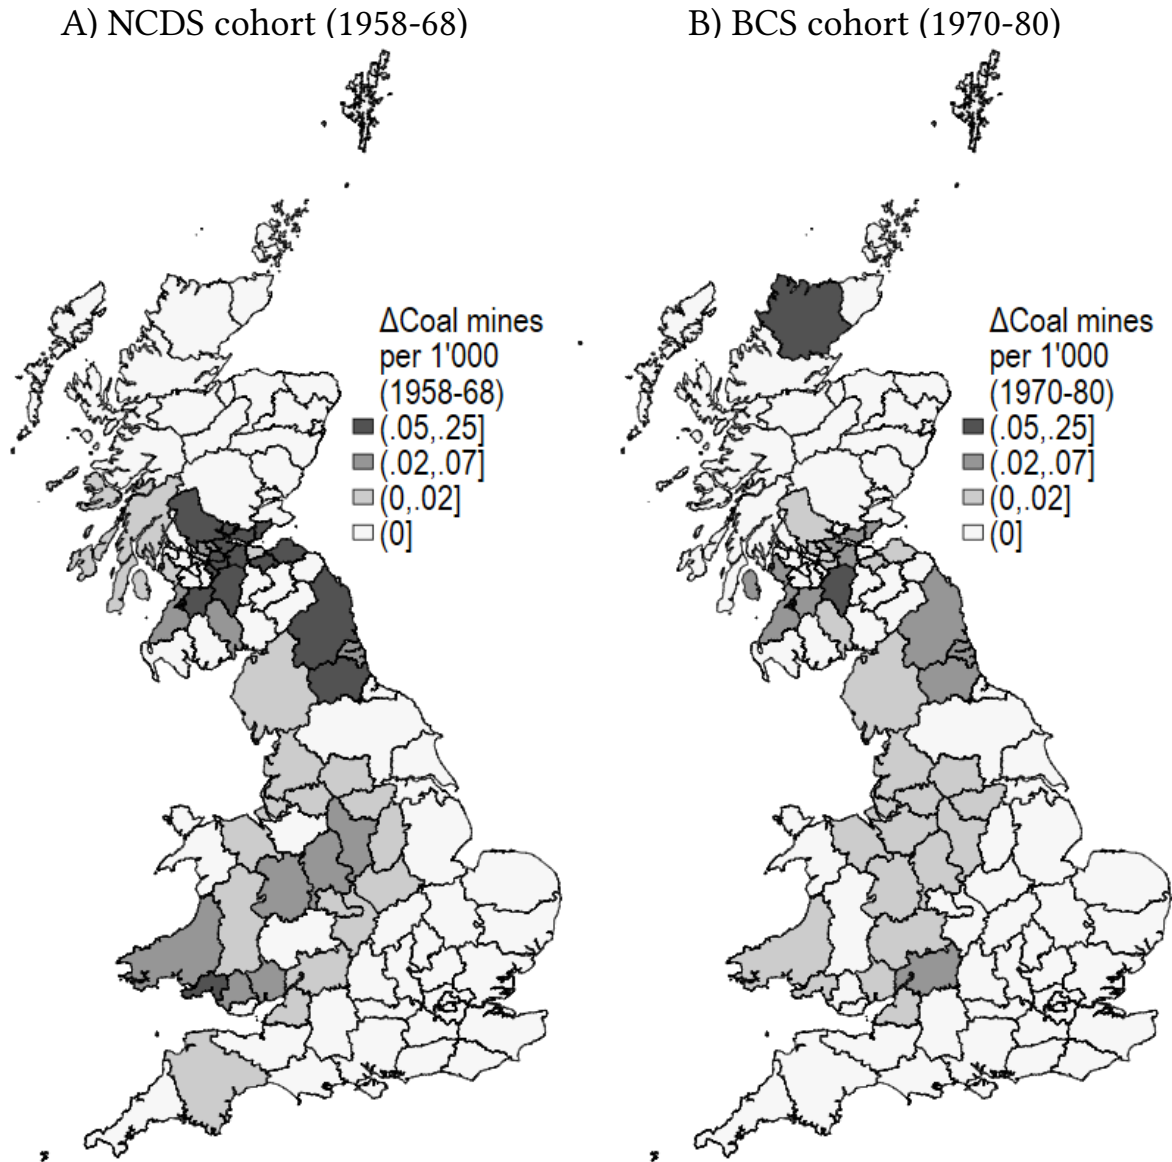 A) NCDS cohort (1958-68)
B) BCS cohort (1970-80)
ΔCoal mines
per 1'000
(1958-68)
(.05,.25]
(.02,.07]
(0,.02]
(0]
ΔCoal mines
per 1'000
(1970-80)
(.05,.25]
(.02,.07]
(0,.02]
(0]